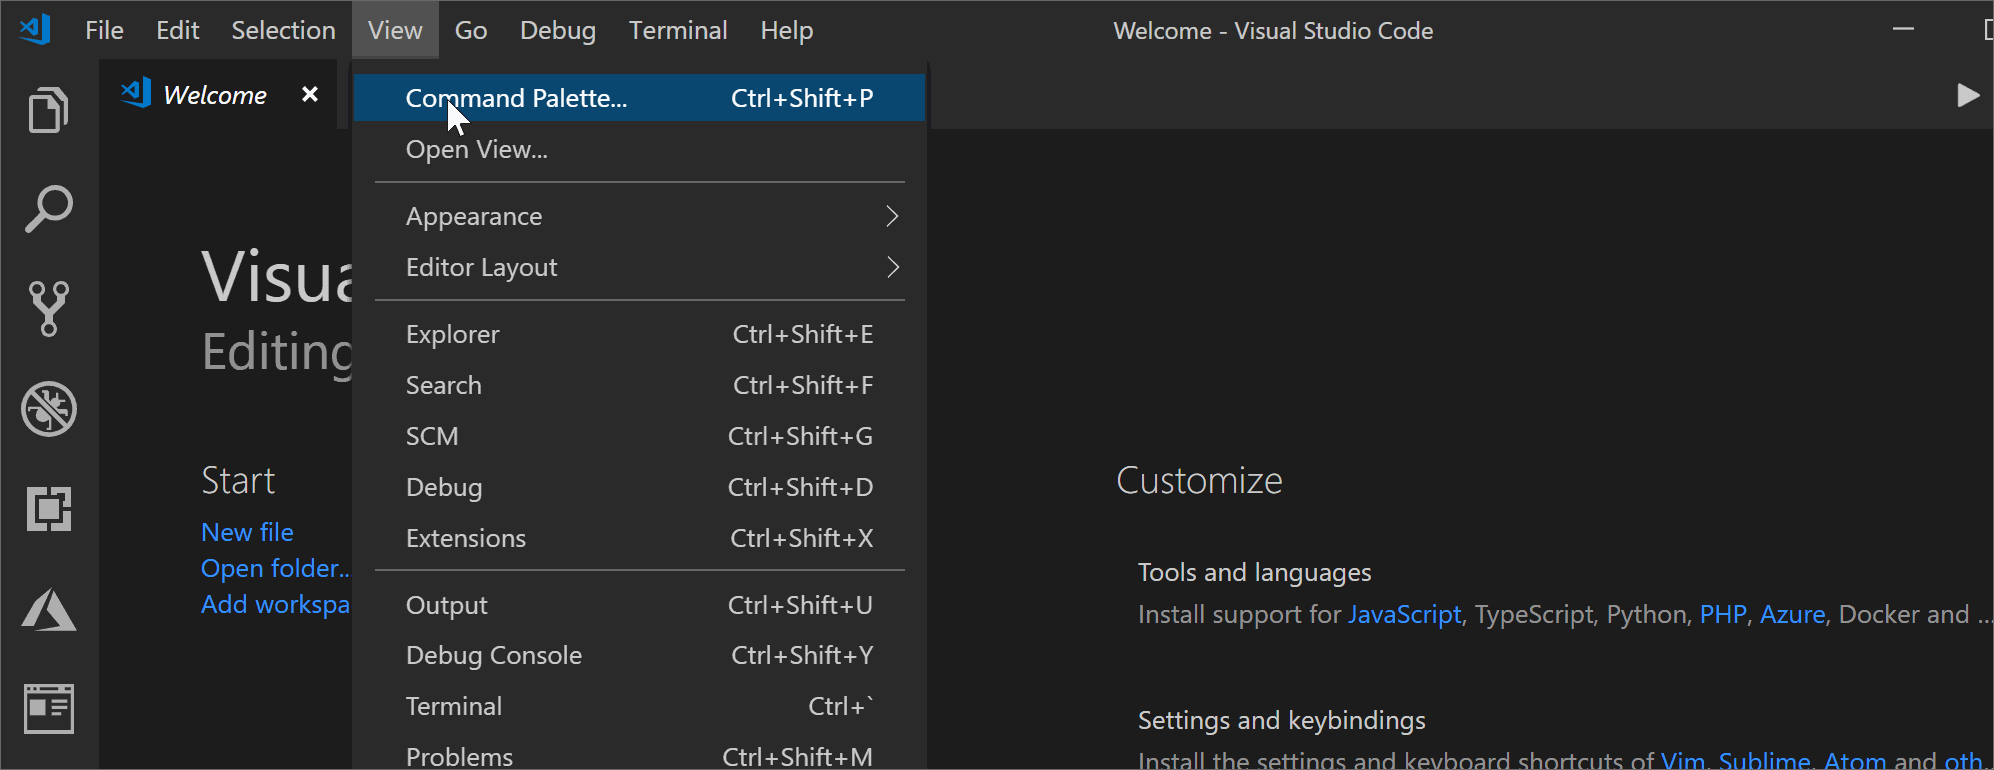 File Edit Selection View Go Debug Terminal Help Welcome - Visual Studio Code
Welcome
Command Palette... Ctrl+Shift+P
Open View...
Appearance
Editor Layout
Explorer Ctrl+Shift+E
Search Ctrl+Shift+F
SCM Ctrl+Shift+G
Debug Ctrl+Shift+D
Extensions Ctrl+Shift+X
Output Ctrl+Shift+U
Debug Console Ctrl+Shift+Y
Terminal Ctrl+`
Problems Ctrl+Shift+M
Editing
Start
New file
Open folder...
Add
Customize
Tools and languages
Install support for JavaScript, TypeScript, Python, PHP, Azure, Docker and ...
Settings and keybindings
Install the settings and keyboard shortcuts of Vim, Sublime, Atom and